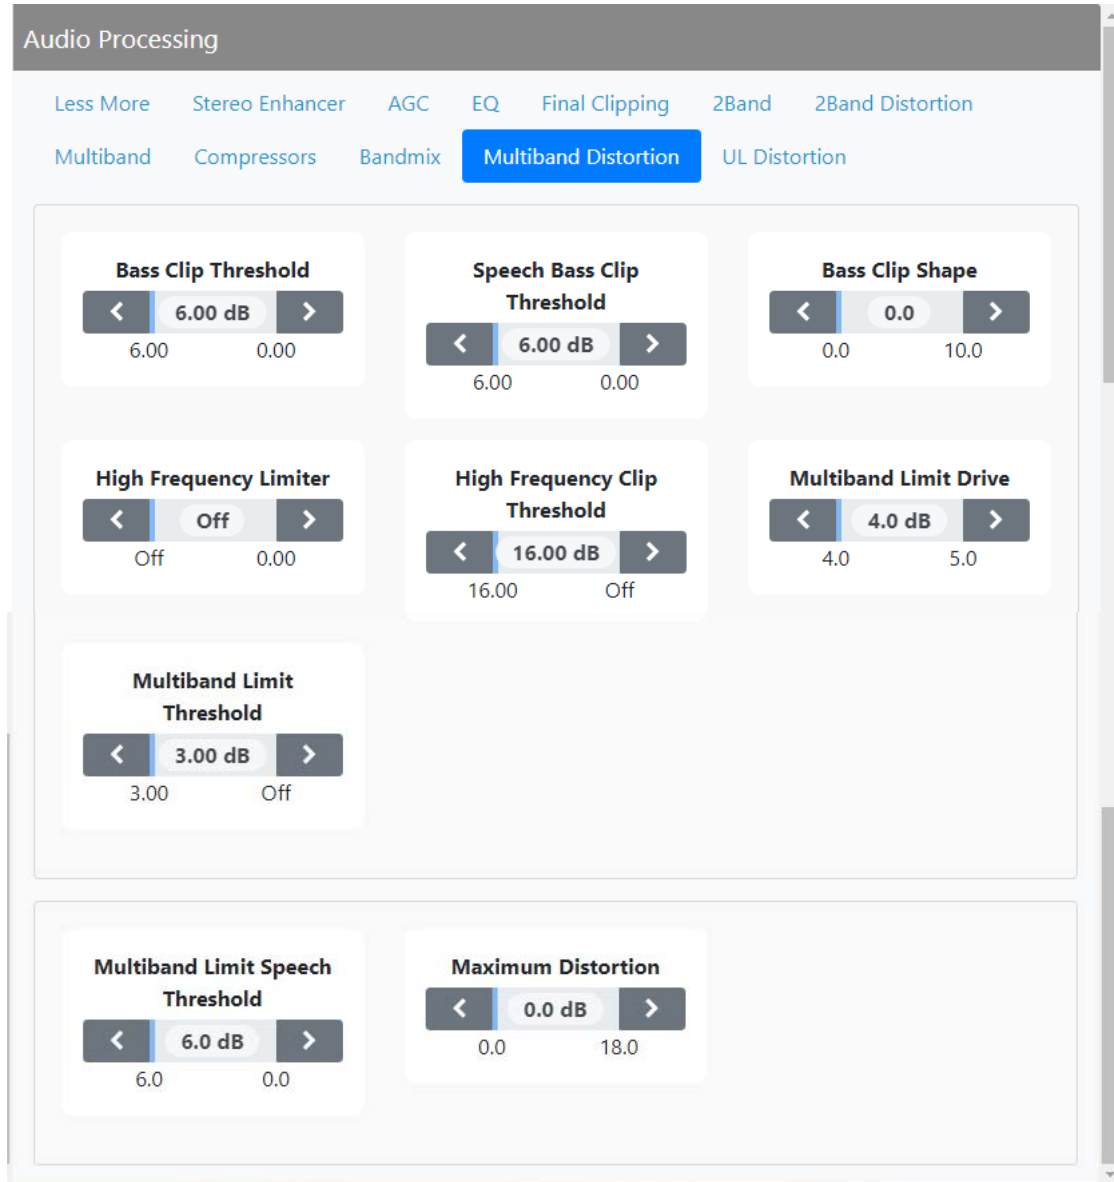 Audio Processing
Less More Stereo Enhancer AGC EQ Final Clipping 2Band 2Band Distortion
Multiband Compressors Bandmix Multiband Distortion UL Distortion
Bass Clip Threshold
6.00 dB
6.00 0.00
Speech Bass Clip
Threshold
6.00 dB
6.00 0.00
Bass Clip Shape
0.0
0.0 10.0
High Frequency Limiter
Off
Off 0.00
High Frequency Clip
Threshold
16.00 dB
16.00 Off
Multiband Limit Drive
4.0 dB
4.0 5.0
Multiband Limit
Threshold
3.00 dB
3.00 Off
Multiband Limit Speech
Threshold
6.0 dB
6.0 0.0
Maximum Distortion
0.0 dB
0.0 18.0